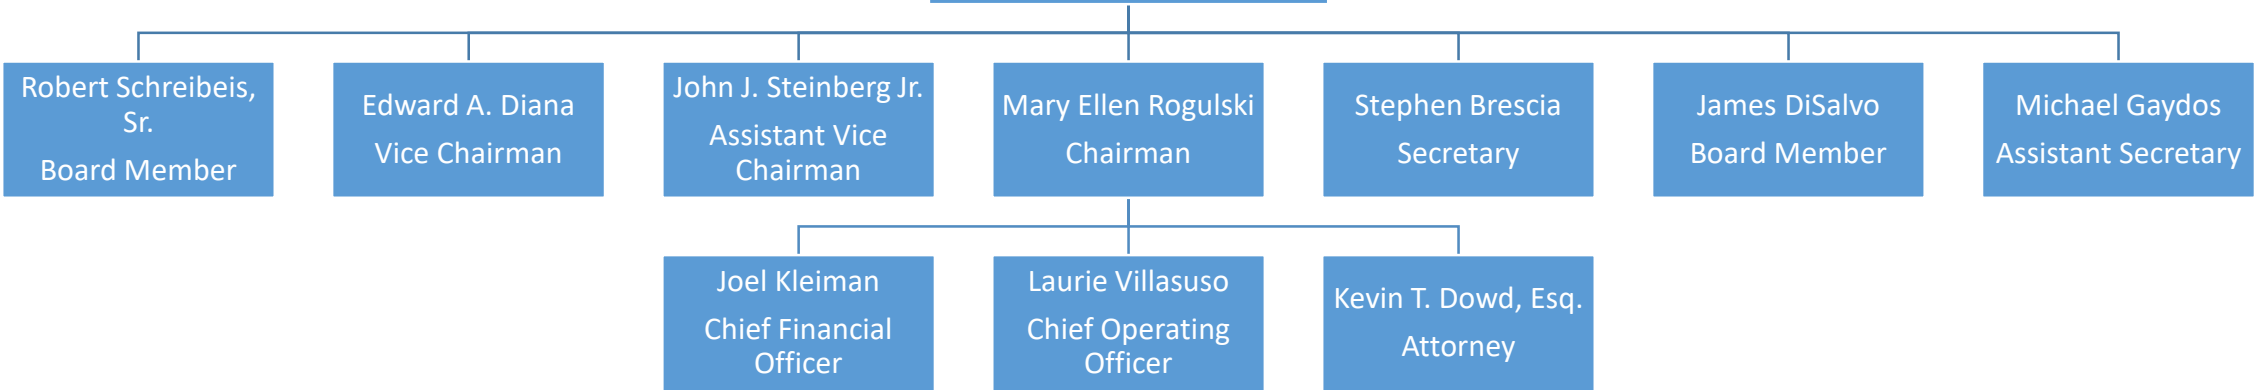 Robert Schreibeis,
Sr.
Board Member
Edward A. Diana
Vice Chairman
John J. Steinberg Jr.
Assistant Vice
Chairman
Mary Ellen Rogulski
Chairman
Stephen Brescia
Secretary
James DiSalvo
Board Member
Michael Gaydos
Assistant Secretary
Joel Kleiman
Chief Financial
Officer
Laurie Villasuso
Chief Operating
Officer
Kevin T. Dowd, Esq.
Attorney